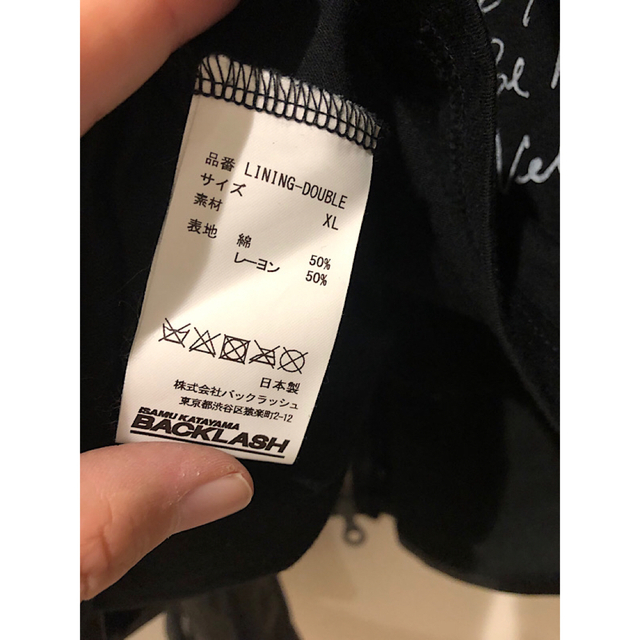 品番 LINING-DOUBLE
サイズ XL
素材
表地 綿 50%
レーヨン 50%
日本製
株式会社バックラッシュ
東京都渋谷区猿楽町2-12
ISAMU KATAYAMA
BACKLASH
be